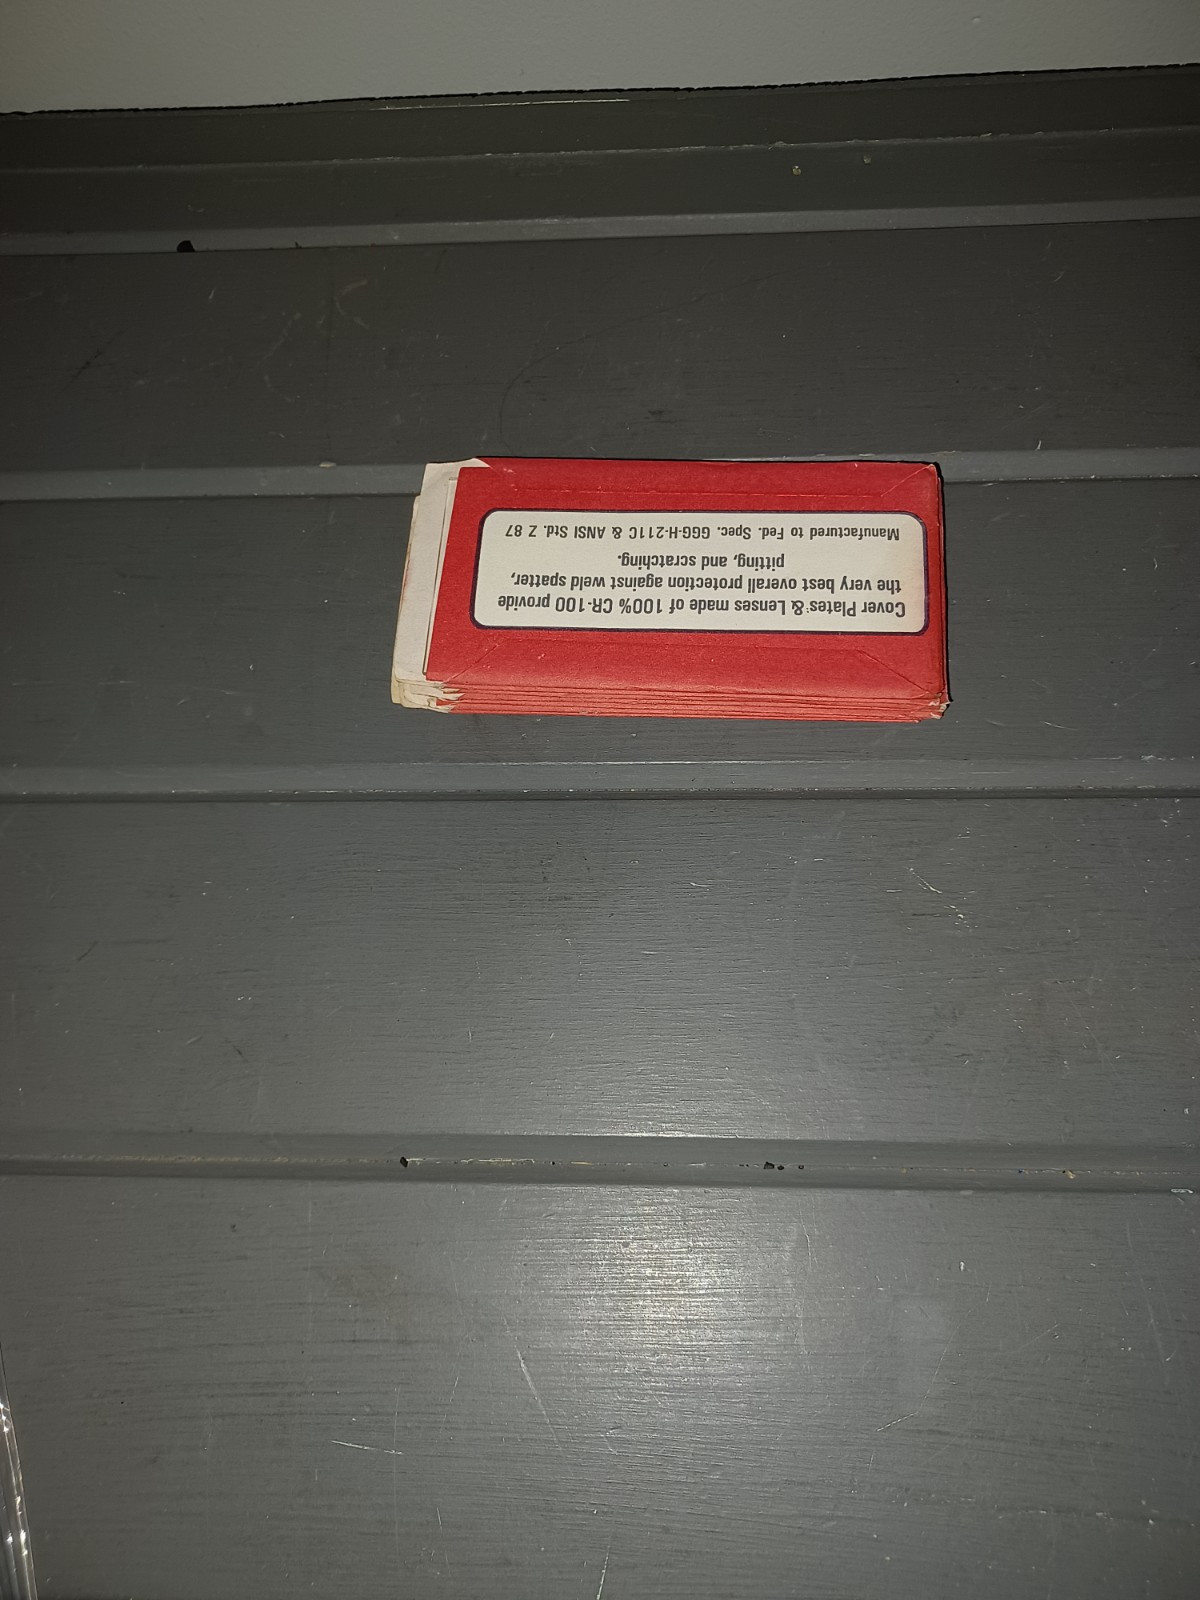 Cover Plates & Lenses made of 100% CR-100 provide
the very best overall protection against weld spatter,
pitting, and scratching.
Manufactured to Fed. Spec. GGG-H-211C & ANSI Std. Z 87